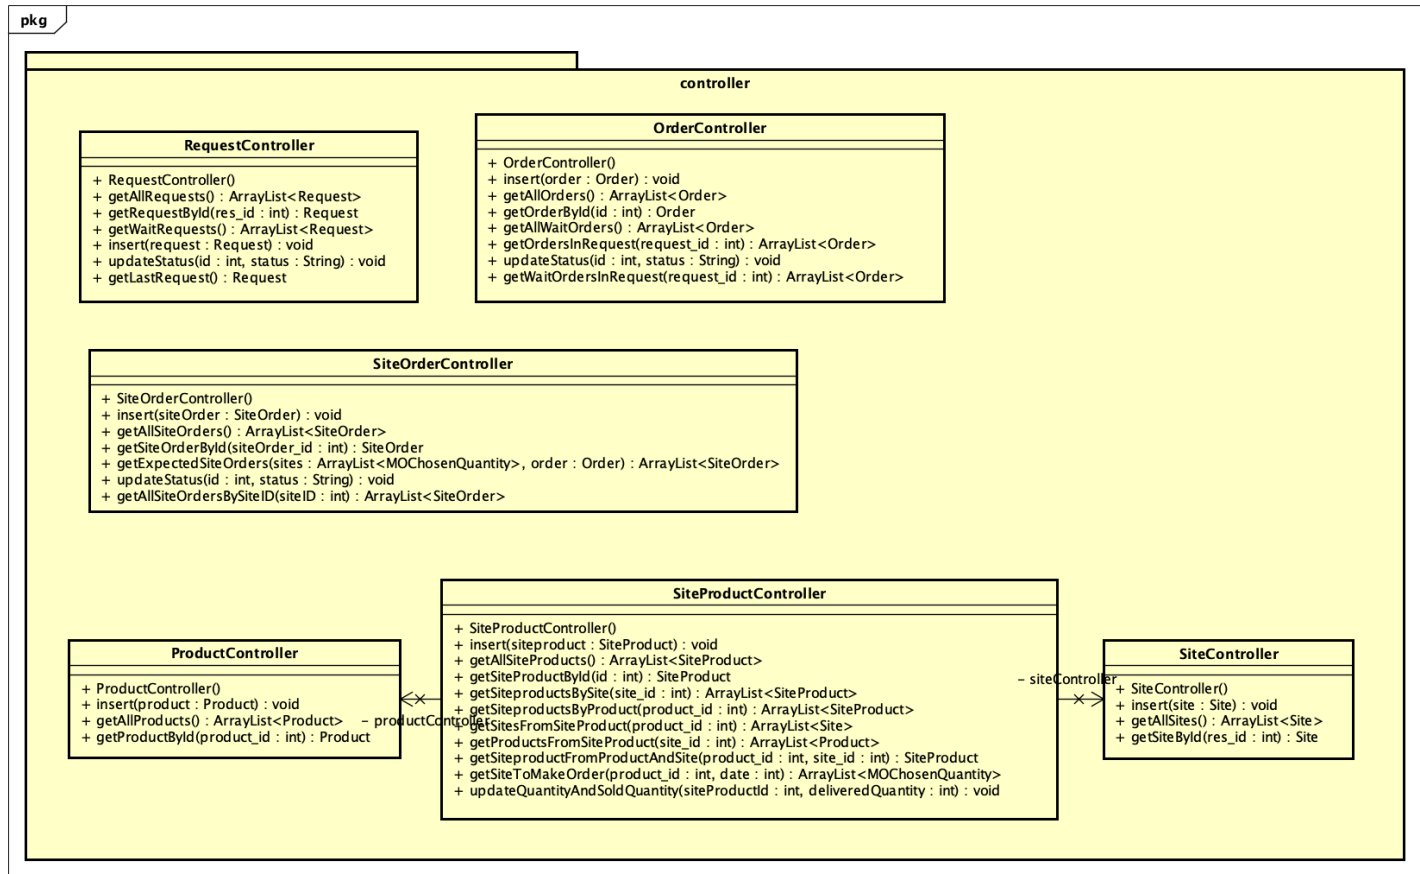 pkg
controller
RequestController
+ RequestController()
+ getAllRequests() : ArrayList<Request>
+ getRequestById(res_id : int) : Request
+ getWaitRequests() : ArrayList<Request>
+ insert(request : Request) : void
+ updateStatus(id : int, status : String) : void
+ getLastRequest() : Request
OrderController
+ OrderController()
+ insert(order : Order) : void
+ getAllOrders() : ArrayList<Order>
+ getOrderById(id : int) : Order
+ getAllWaitOrders() : ArrayList<Order>
+ getOrdersInRequest(request_id : int) : ArrayList<Order>
+ updateStatus(id : int, status : String) : void
+ getWaitOrdersInRequest(request_id : int) : ArrayList<Order>
SiteOrderController
+ SiteOrderController()
+ insert(siteOrder : SiteOrder) : void
+ getAllSiteOrders() : ArrayList<SiteOrder>
+ getSiteOrderById(siteOrder_id : int) : SiteOrder
+ getExpectedSiteOrders(sites : ArrayList<MOChosenQuantity>, order : Order) : ArrayList<SiteOrder>
+ updateStatus(id : int, status : String) : void
+ getAllSiteOrdersBySiteID(siteID : int) : ArrayList<SiteOrder>
ProductController
+ ProductController()
+ insert(product : Product) : void
+ getAllProducts() : ArrayList<Product>
+ getProductById(product_id : int) : Product
- productController
SiteProductController
+ SiteProductController()
+ insert(siteproduct : SiteProduct) : void
+ getAllSiteProducts() : ArrayList<SiteProduct>
+ getSiteProductById(id : int) : SiteProduct
+ getSiteproductsBySite(site_id : int) : ArrayList<SiteProduct>
+ getSiteproductsByProduct(product_id : int) : ArrayList<SiteProduct>
+ getSitesFromSiteProduct(product_id : int) : ArrayList<Site>
+ getProductsFromSiteProduct(site_id : int) : ArrayList<Product>
+ getSiteproductFromProductAndSite(product_id : int, site_id : int) : SiteProduct
+ getSiteToMakeOrder(product_id : int, date : int) : ArrayList<MOChosenQuantity>
+ updateQuantityAndSoldQuantity(siteProductId : int, deliveredQuantity : int) : void
- siteController
SiteController
+ SiteController()
+ insert(site : Site) : void
+ getAllSites() : ArrayList<Site>
+ getSiteById(res_id : int) : Site